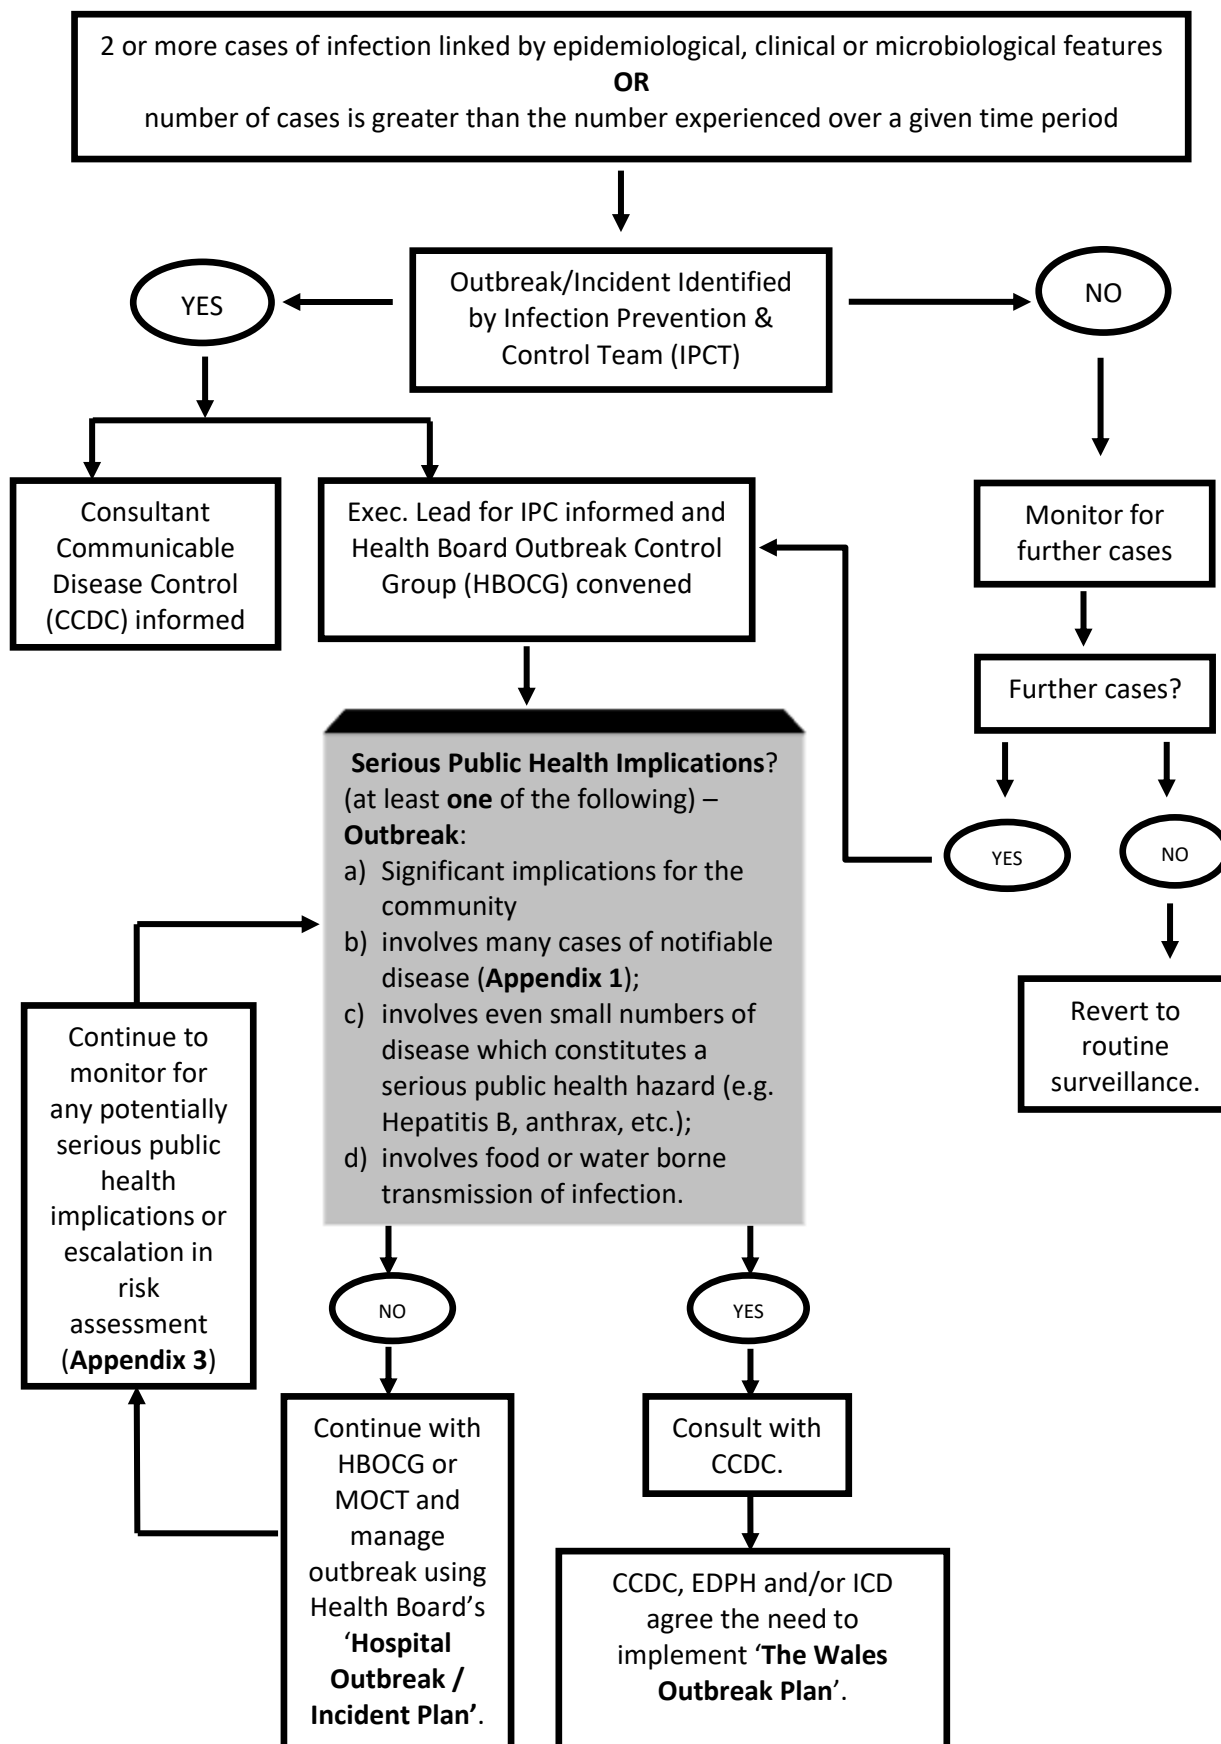 2 or more cases of infection linked by epidemiological, clinical or microbiological features
OR
number of cases is greater than the number experienced over a given time period
YES
Outbreak/Incident Identified
by Infection Prevention &
Control Team (IPCT)
NO
Consultant
Communicable
Disease Control
(CCDC) informed
Exec. Lead for IPC informed and
Health Board Outbreak Control
Group (HBOCG) convened
Monitor for
further cases
Further cases?
YES
NO
Revert to
routine
surveillance.
Serious Public Health Implications?
(at least one of the following) –
Outbreak:
a) Significant implications for the
community
b) involves many cases of notifiable
disease (Appendix 1);
c) involves even small numbers of
disease which constitutes a
serious public health hazard (e.g.
Hepatitis B, anthrax, etc.);
d) involves food or water borne
transmission of infection.
Continue to
monitor for
any potentially
serious public
health
implications or
escalation in
risk
assessment
(Appendix 3)
NO
YES
Continue with
HBOCG or
MOCT and
manage
outbreak using
Health Board’s
‘Hospital
Outbreak /
Incident Plan’.
Consult with
CCDC.
CCDC, EDPH and/or ICD
agree the need to
implement ‘The Wales
Outbreak Plan’.